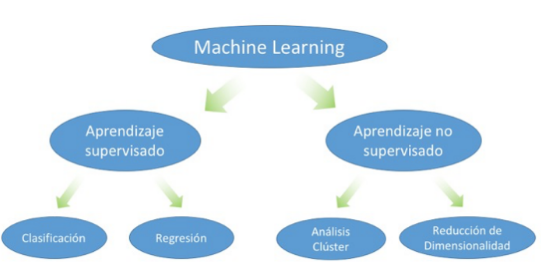 Machine Learning
Aprendizaje
supervisado
Aprendizaje no
supervisado
Clasificación
Regresión
Análisis
Clúster
Reducción de
Dimensionalidad